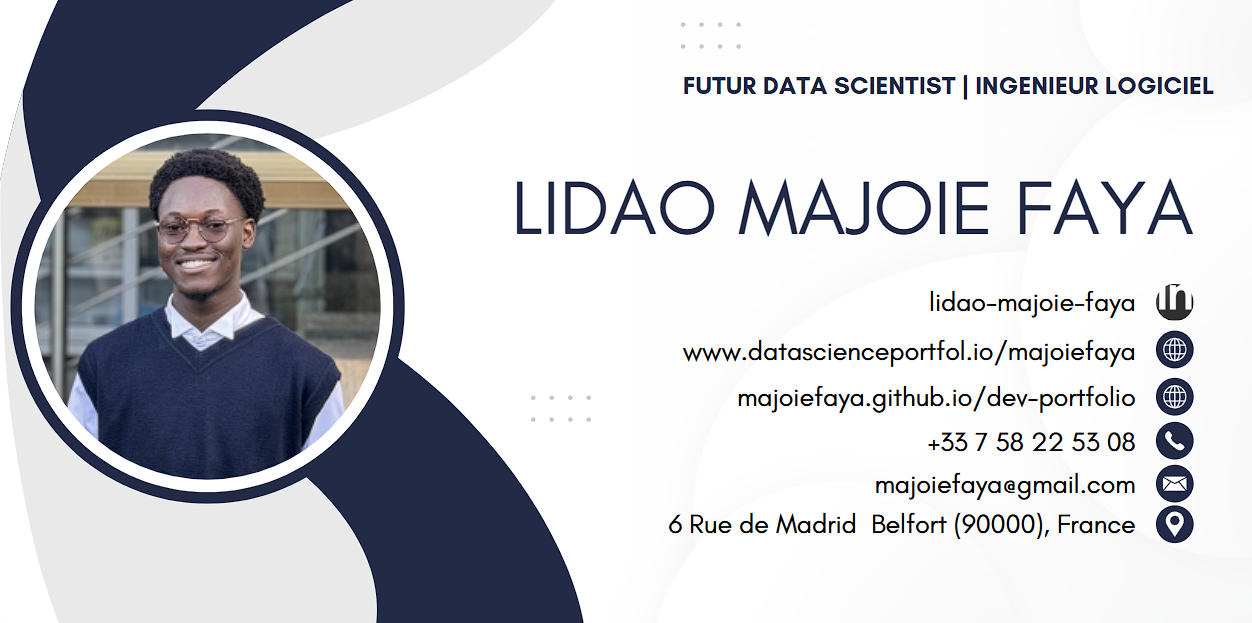 FUTUR DATA SCIENTIST | INGENIEUR LOGICIEL
LIDAO MAJOIE FAYA
lidao-majoie-faya
www.datascienceportfol.io/majoiefaya
majoiefaya.github.io/dev-portfolio
+33 7 58 22 53 08
majoiefaya@gmail.com
6 Rue de Madrid Belfort (90000), France